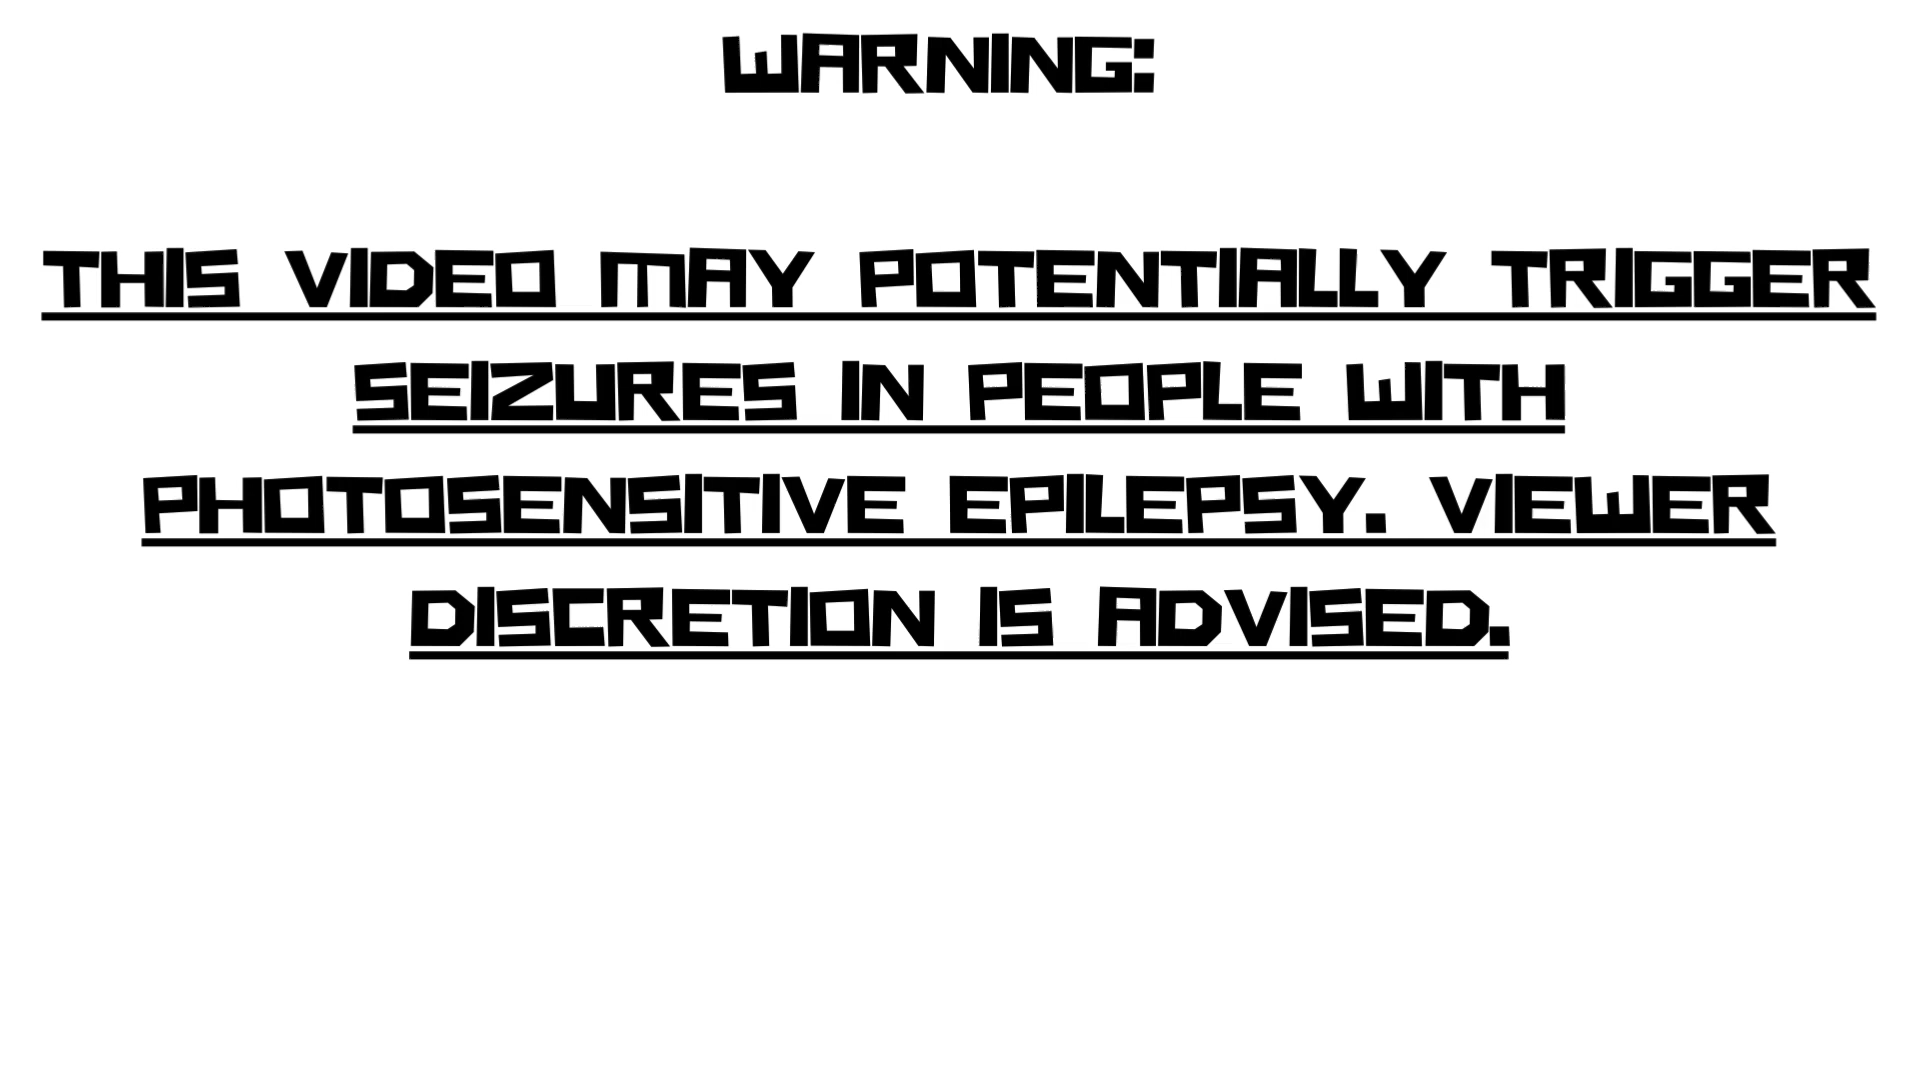 WARNING:
THIS VIDEO MAY POTENTIALLY TRIGGER
SEIZURES IN PEOPLE WITH
PHOTOSENSITIVE EPILEPSY. VIEWER
DISCRETION IS ADVISED.